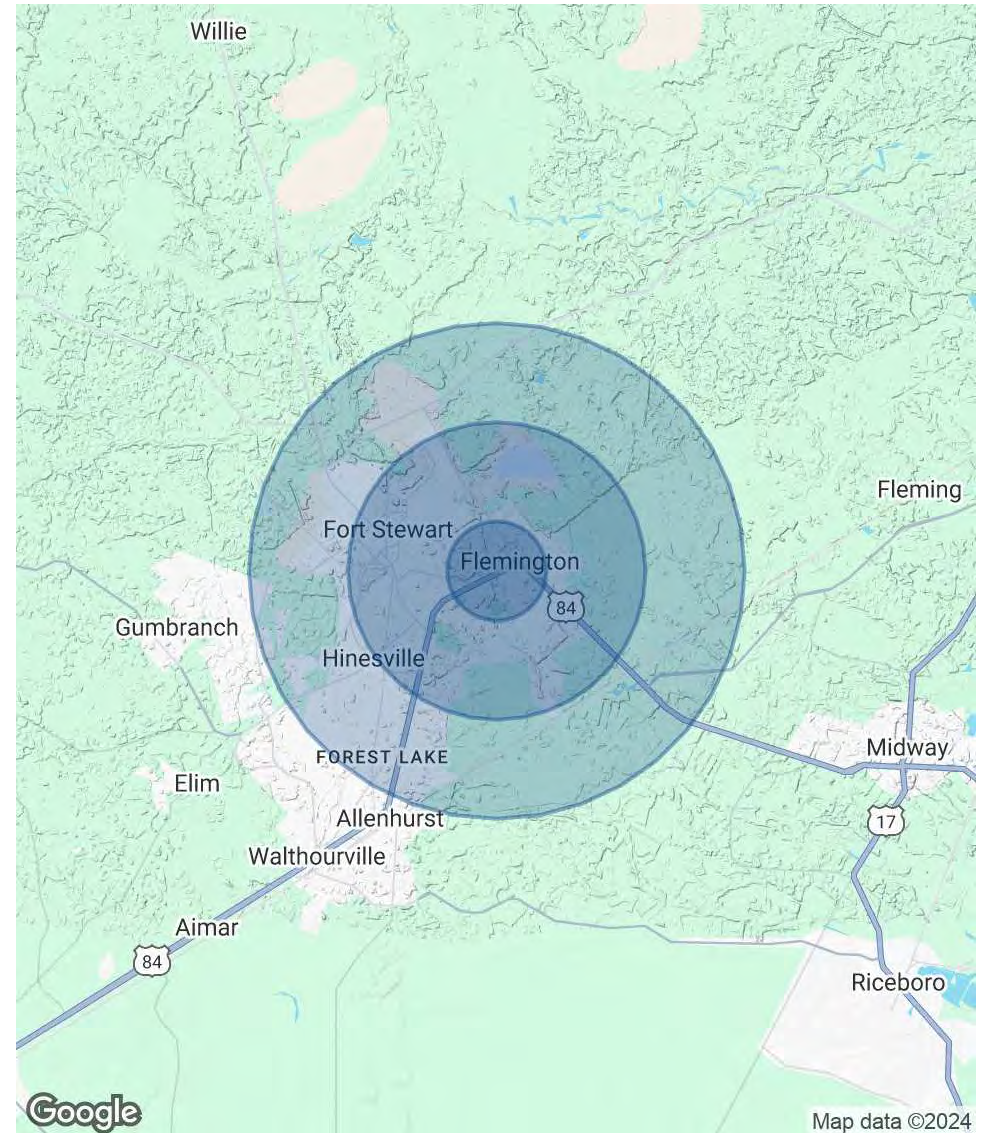 Willie
Fleming
Fort Stewart
Flemington
84
Gumbranch
Hinesville
Midway
FOREST LAKE
Elim
Allenhurst
17
Walthourville
Aimar
84
Riceboro
Google
Map data ©2024